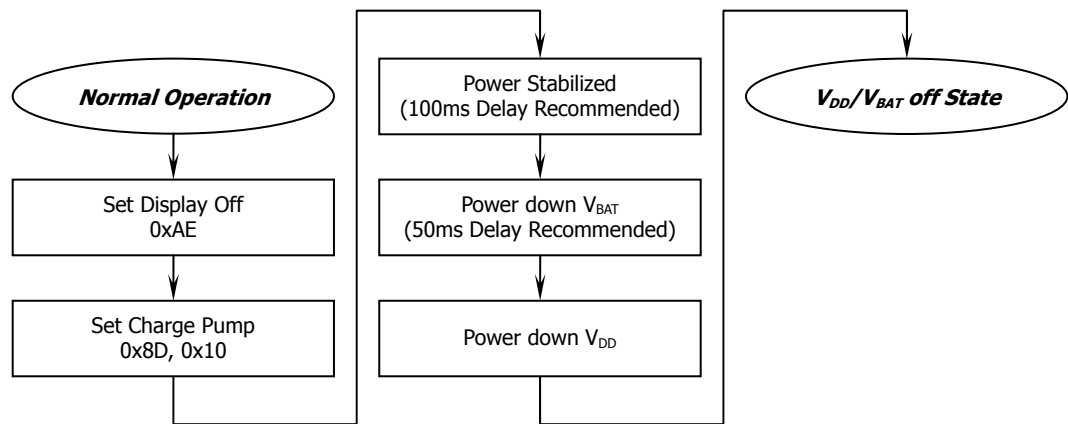 Normal Operation
Set Display Off
0xAE
Set Charge Pump
0x8D, 0x10
Power Stabilized
(100ms Delay Recommended)
Power down VBAT
(50ms Delay Recommended)
Power down VDD
VDD/VBAT off State